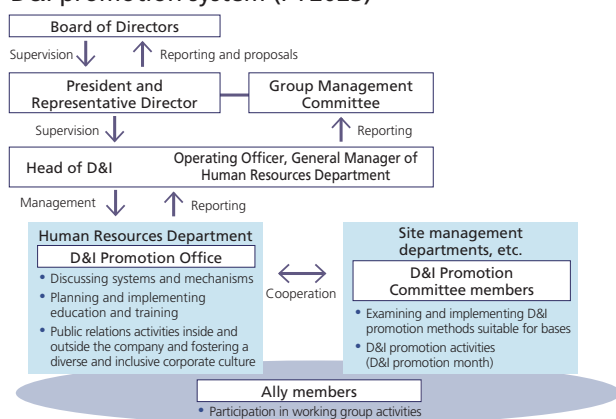 D&I promotion system (FY2023)
Board of Directors
Supervision
Reporting and proposals
President and
Representative Director
Group Management
Committee
Supervision
Reporting
Head of D&I
Operating Officer, General Manager of
Human Resources Department
Management
Reporting
Human Resources Department
D&I Promotion Office
• Discussing systems and mechanisms
• Planning and implementing
education and training
• Public relations activities inside and
outside the company and fostering a
diverse and inclusive corporate culture
Cooperation
Site management
departments, etc.
D&I Promotion
Committee members
• Examining and implementing D&I
promotion methods suitable for bases
• D&I promotion activities
(D&I promotion month)
Ally members
• Participation in working group activities